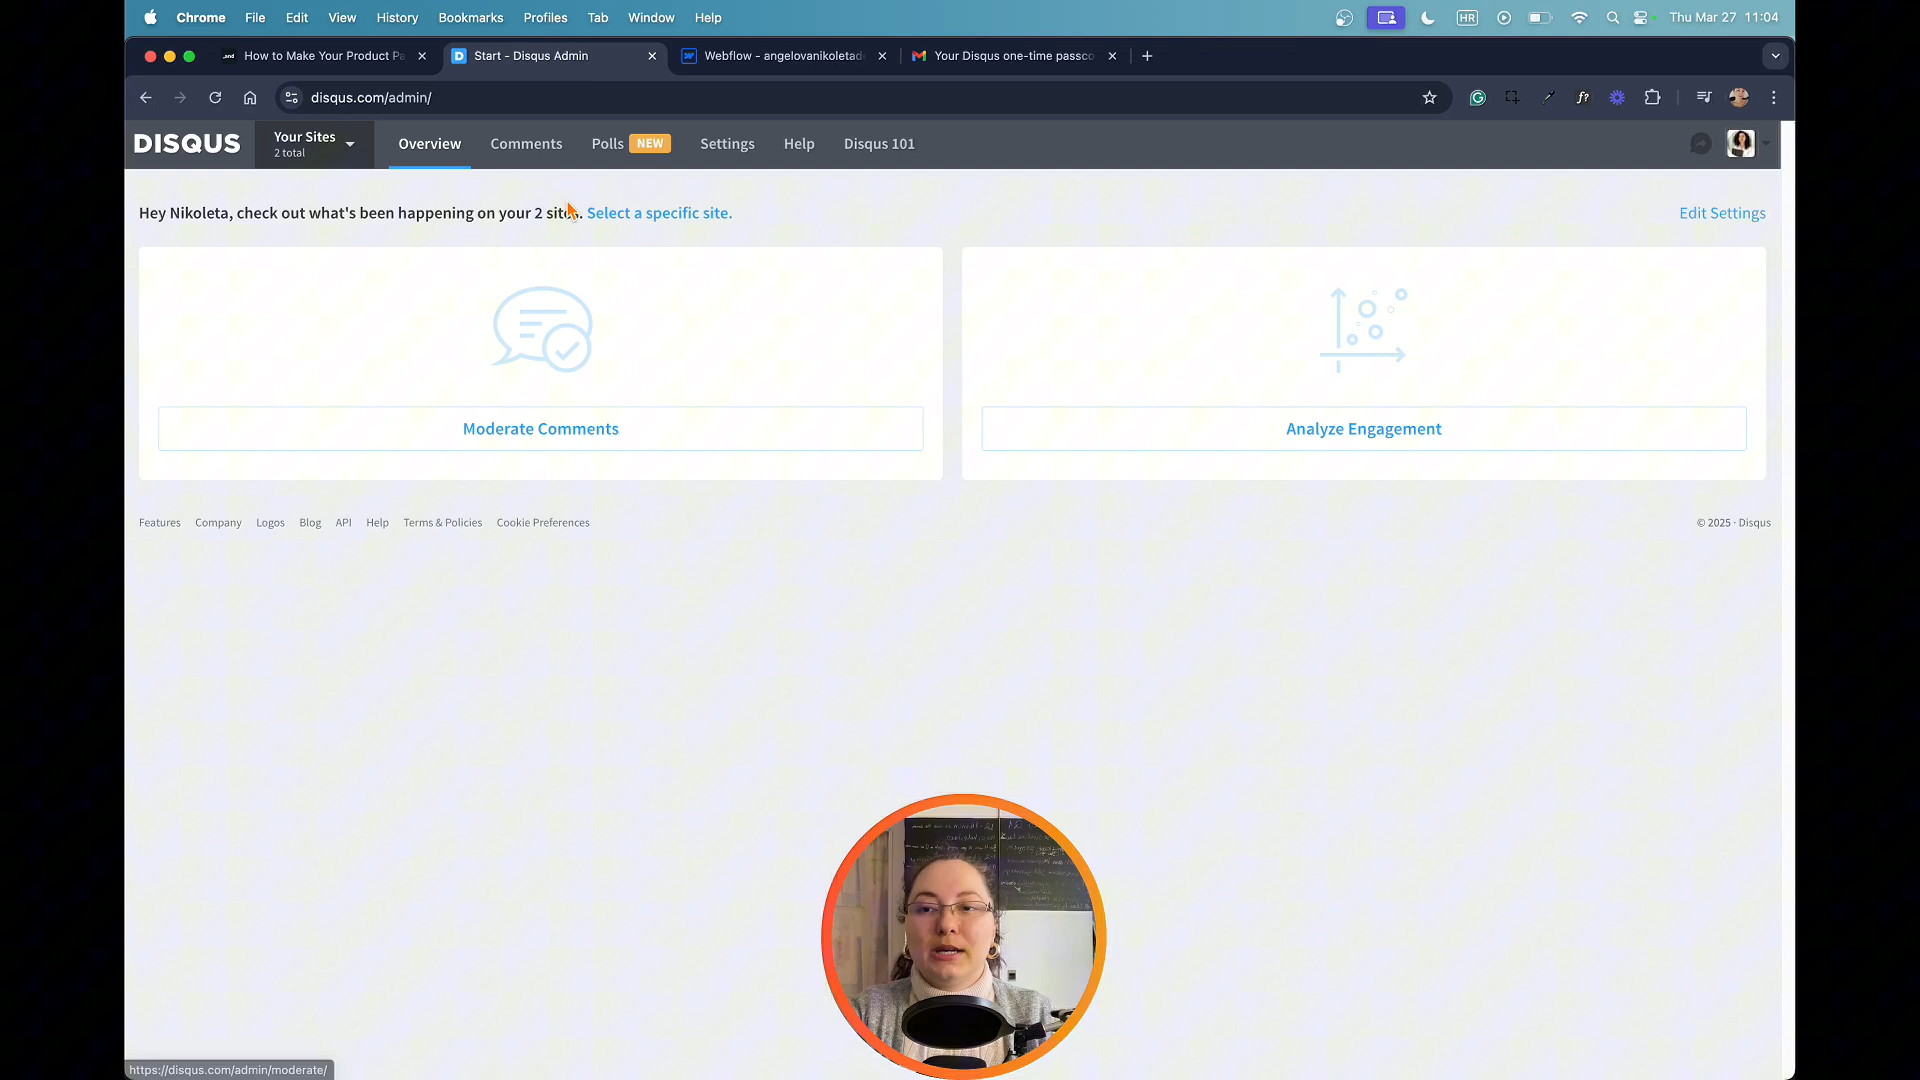 Chrome File Edit View History Bookmarks Profiles Tab Window Help HR Thu Mar 27 11:04
How to Make Your Product Pa Start - Disqus Admin Webflow - angelovanikoletade Your Disqus one-time passco
disqus.com/admin/
DISQUS Your Sites Overview Comments Polls NEW Settings Help Disqus 101
2 total
Hey Nikoleta, check out what's been happening on your 2 sites. Select a specific site. Edit Settings
Moderate Comments Analyze Engagement
Features Company Logos Blog API Help Terms & Policies Cookie Preferences © 2025 · Disqus
https://disqus.com/admin/moderate/